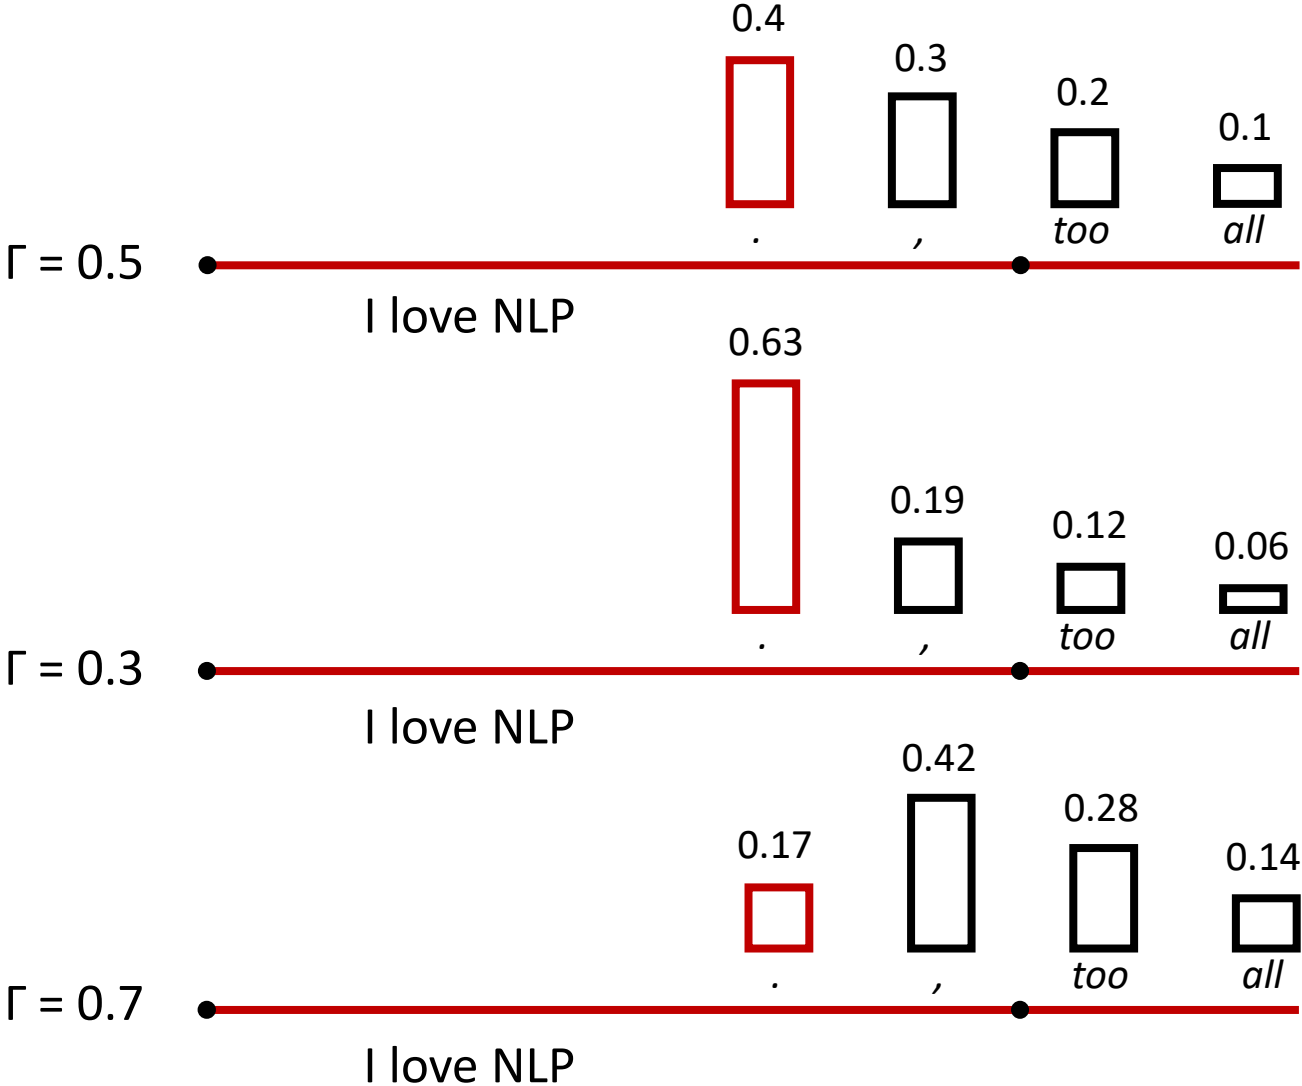 0.4 0.3 0.2 0.1
. , too all
Γ = 0.5
I love NLP
0.63 0.19 0.12 0.06
. , too all
Γ = 0.3
I love NLP
0.17 0.42 0.28 0.14
. , too all
Γ = 0.7
I love NLP